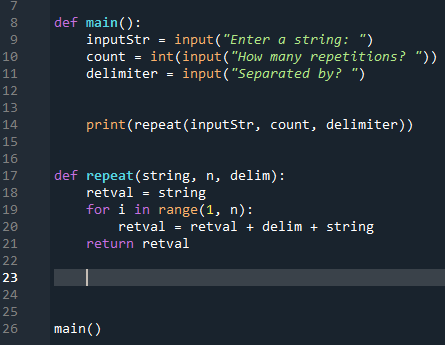 7
8 def main():
9     inputStr = input("Enter a string: ")
10     count = int(input("How many repetitions? "))
11     delimiter = input("Separated by? ")
12
13
14     print(repeat(inputStr, count, delimiter))
15
16
17 def repeat(string, n, delim):
18     retval = string
19     for i in range(1, n):
20         retval = retval + delim + string
21     return retval
22
23
24
25
26 main()